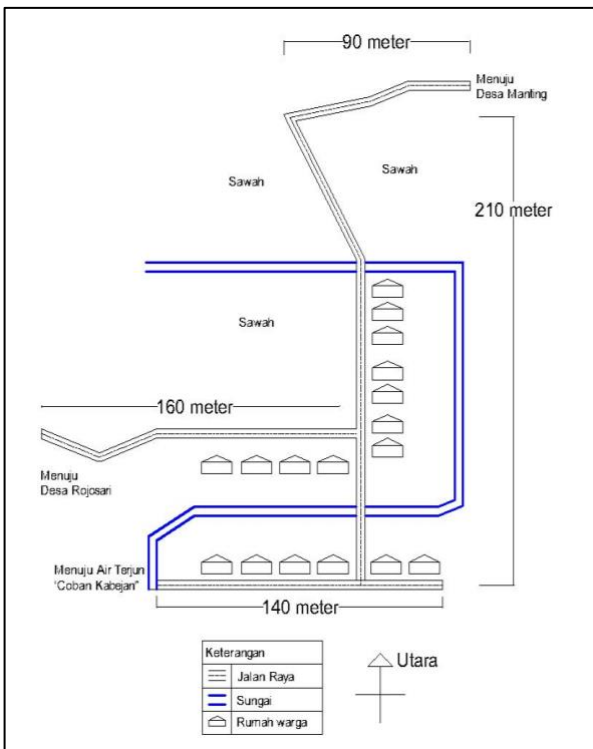 90 meter
Menuju
Desa Manting
Sawah
Sawah
210 meter
Sawah
160 meter
Menuju
Desa Rojosari
Menuju Air Terjun
"Coban Kabejan"
140 meter
Keterangan
Jalan Raya
Sungai
Rumah warga
Utara